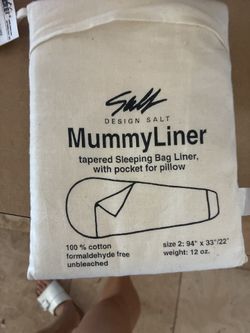 Salt
DESIGN SALT
MummyLiner
tapered Sleeping Bag Liner,
with pocket for pillow
100 % cotton
formaldehyde free
unbleached
size 2: 94" x 33"/22"
weight: 12 oz.